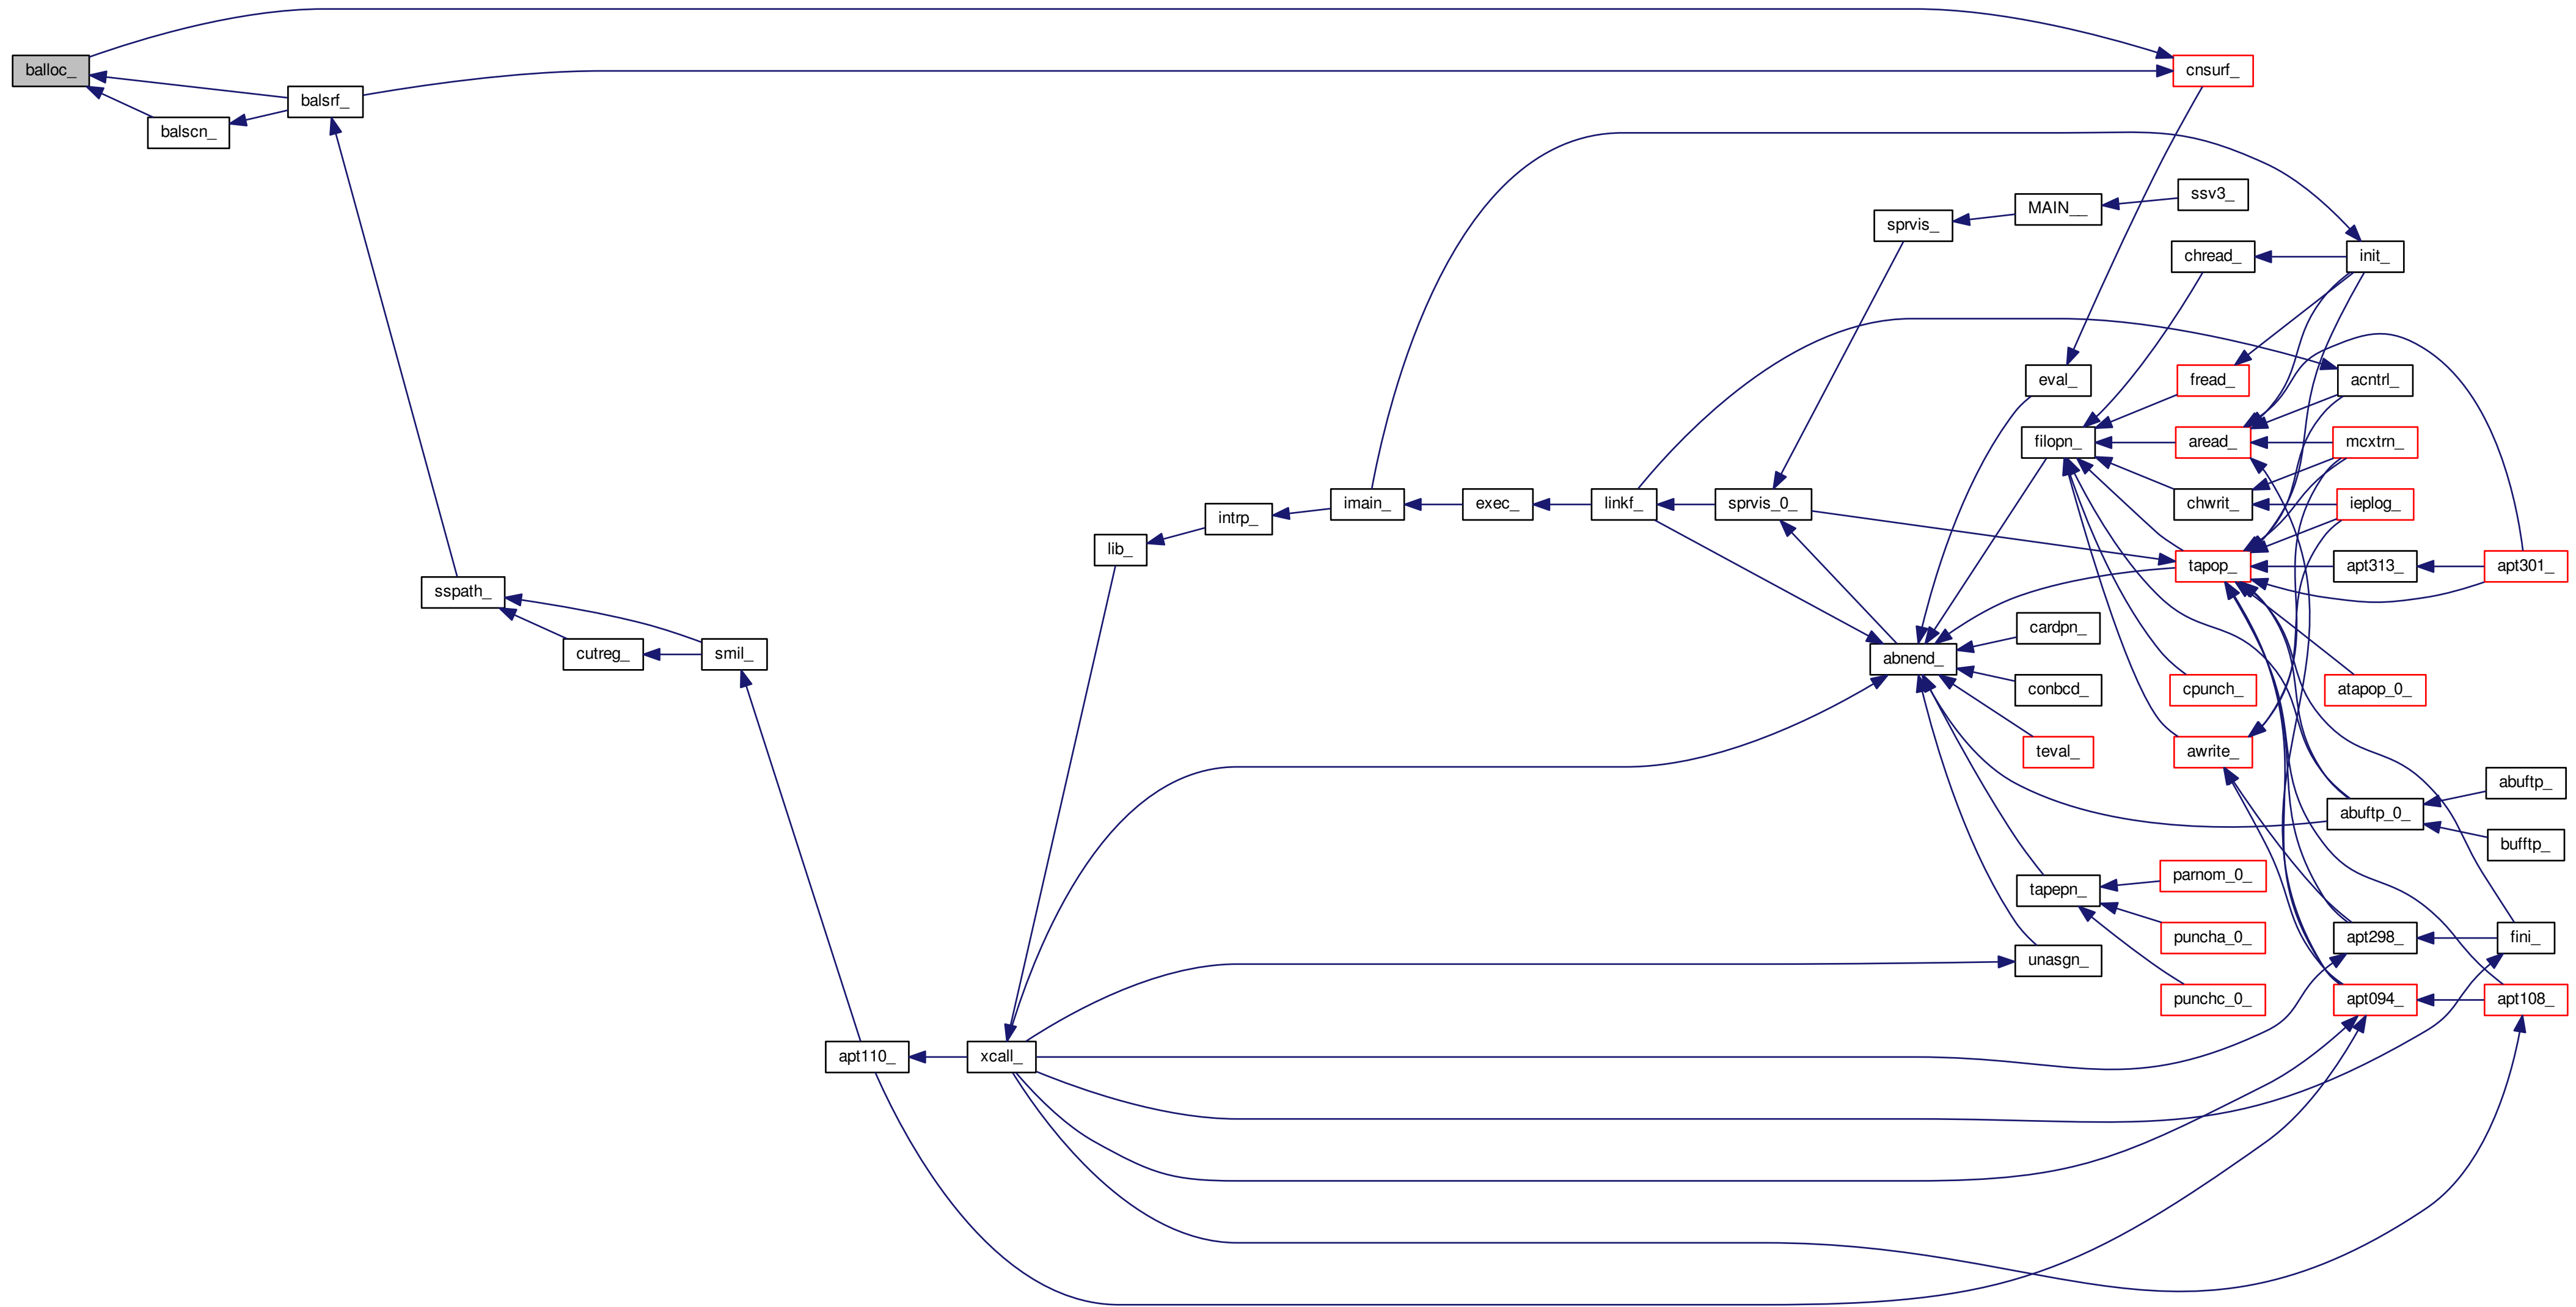 balloc_
cnsurf_
balsrf_
balscn_
ssv3_
MAIN__
sprvis_
chread_
init_
eval_
fread_
acntrl_
filopn_
aread_
mcxtrn_
imain_
exec_
linkf_
sprvis_0_
chwrit_
ieplog_
intrp_
lib_
tapop_
apt313_
apt301_
sspath_
cardpn_
cutreg_
smil_
abnend_
conbcd_
cpunch_
atapop_0_
teval_
awrite_
abuftp_
abuftp_0_
bufftp_
parnom_0_
tapepn_
puncha_0_
apt298_
fini_
unasgn_
punchc_0_
apt094_
apt108_
apt110_
xcall_